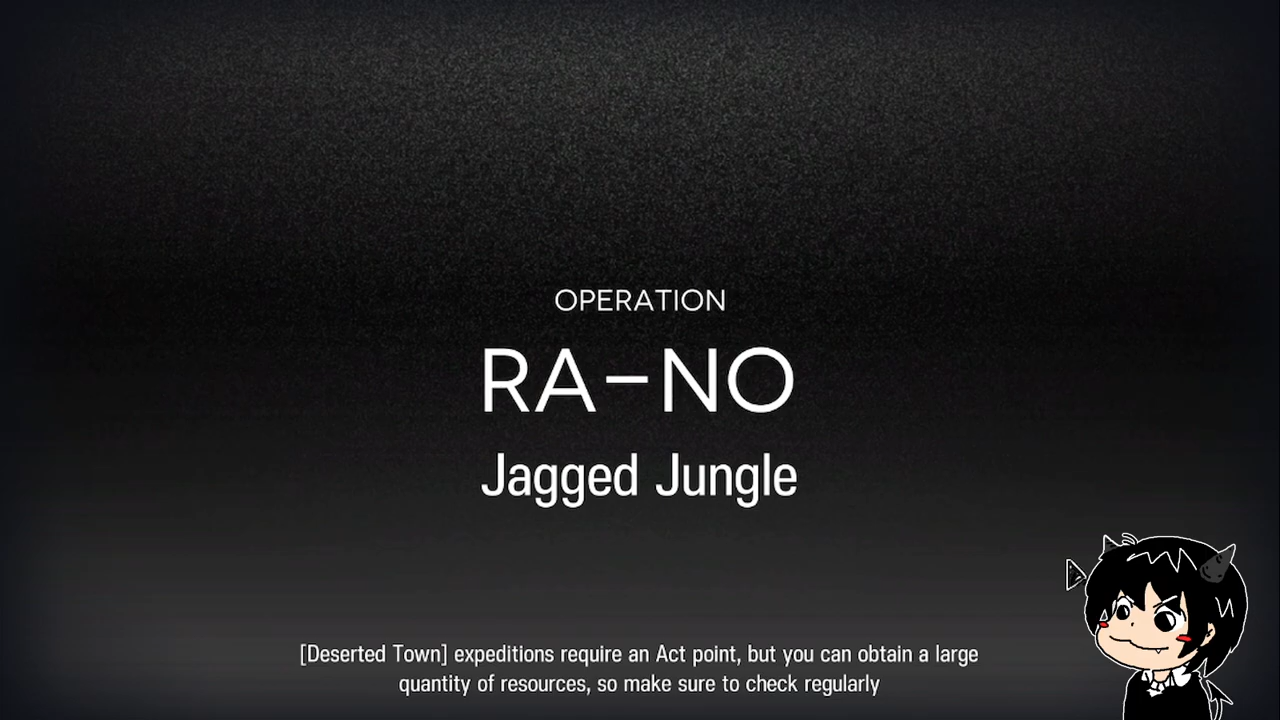 OPERATION
RA-NO
Jagged Jungle
[Deserted Town] expeditions require an Act point, but you can obtain a large
quantity of resources, so make sure to check regularly